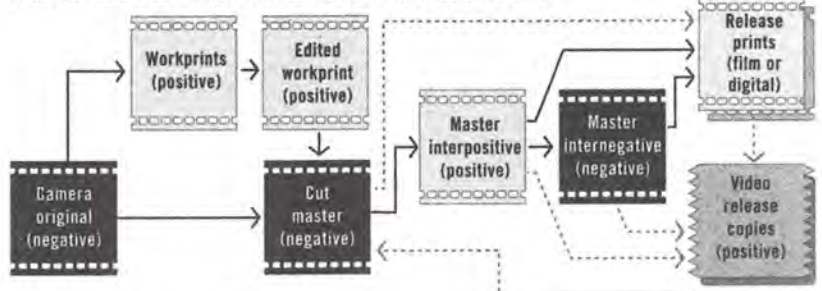 Workprints
(positive)
Edited
workprint
(positive)
Release
prints
(film or
digital)
Master
interpositive
(positive)
Master
internegative
(negative)
Camera
original
(negative)
Cut
master
(negative)
Video
release
copies
(positive)